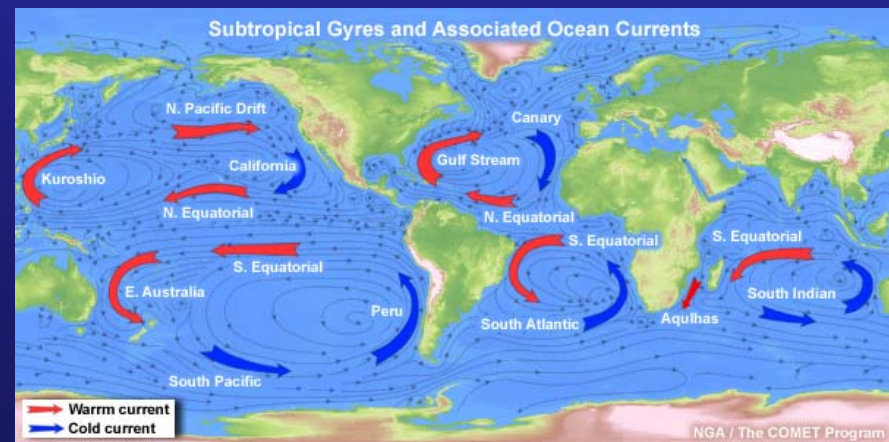 Subtropical Gyres and Associated Ocean Currents
N. Pacific Drift
Canary
California
Gulf Stream
Kuroshio
N. Equatorial
N. Equatorial
S. Equatorial
S. Equatorial
S. Equatorial
E. Australia
Peru
South Indian
South Atlantic
Aqulhas
South Pacific
Warrm current
Cold current
NGA / The COMET Program